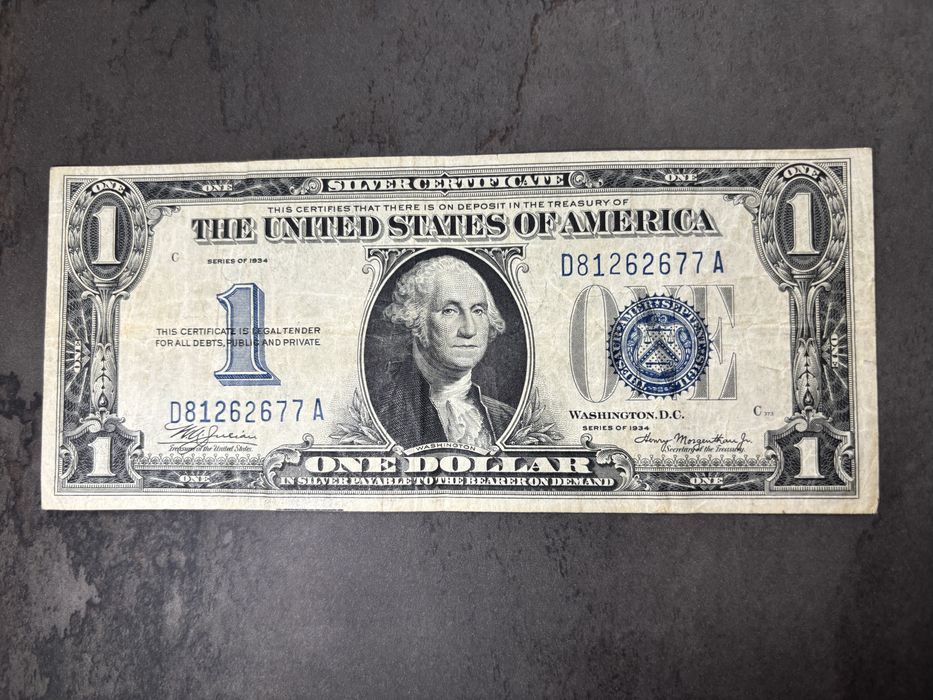 ONE
ONE
SILVER CERTIFICATE
ONE
ONE
1
1
THIS CERTIFIES THAT THERE IS ON DEPOSIT IN THE TREASURY OF
THE UNITED STATES OF AMERICA
C
SERIES OF 1934
D81262677A
1
ONE
THIS CERTIFICATE IS LEGAL TENDER
FOR ALL DEBTS, PUBLIC AND PRIVATE
ONE
ONE
D81262677A
WASHINGTON, D.C.
C 373
SERIES OF 1934
Treasurer of the United States.
Henry Morgenthau Jr.
Secretary of the Treasury.
WASHINGTON
1
1
ONE DOLLAR
ONE
IN SILVER PAYABLE TO THE BEARER ON DEMAND
ONE